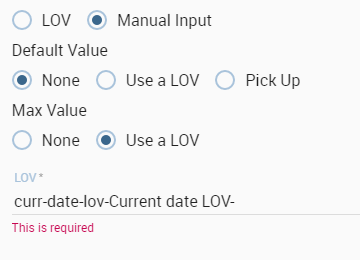 LOV Manual Input
Default Value
None Use a LOV Pick Up
Max Value
None Use a LOV
LOV *
curr-date-lov-Current date LOV-
This is required